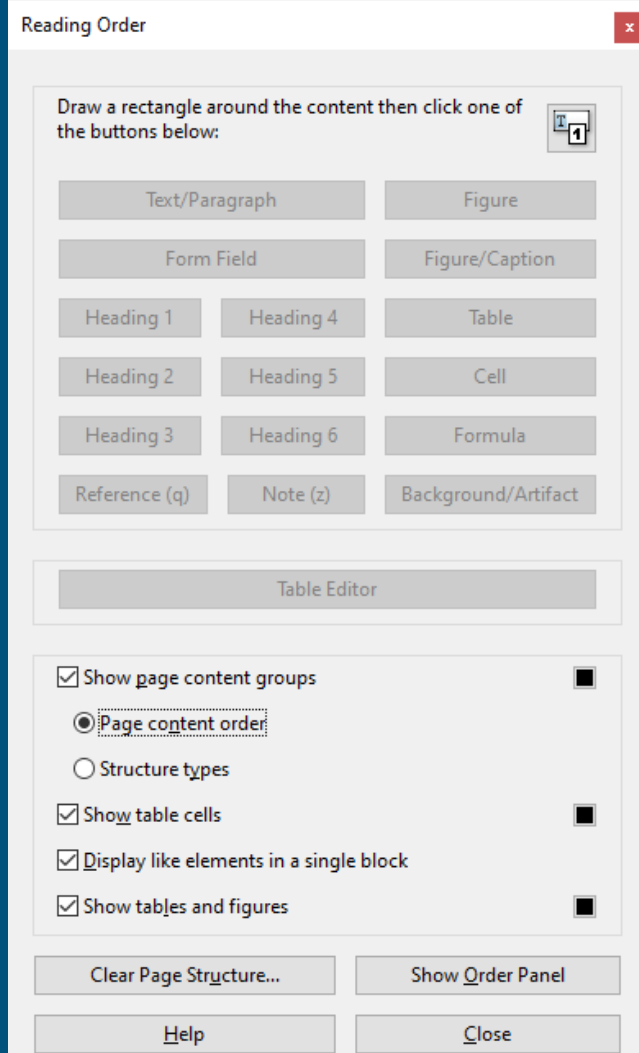 Reading Order
x
Draw a rectangle around the content then click one of
the buttons below:
T 1
Text/Paragraph Figure
Form Field Figure/Caption
Heading 1 Heading 4 Table
Heading 2 Heading 5 Cell
Heading 3 Heading 6 Formula
Reference (q) Note (z) Background/Artifact
Table Editor
Show page content groups
Page content order
Structure types
Show table cells
Display like elements in a single block
Show tables and figures
Clear Page Structure... Show Order Panel
Help Close